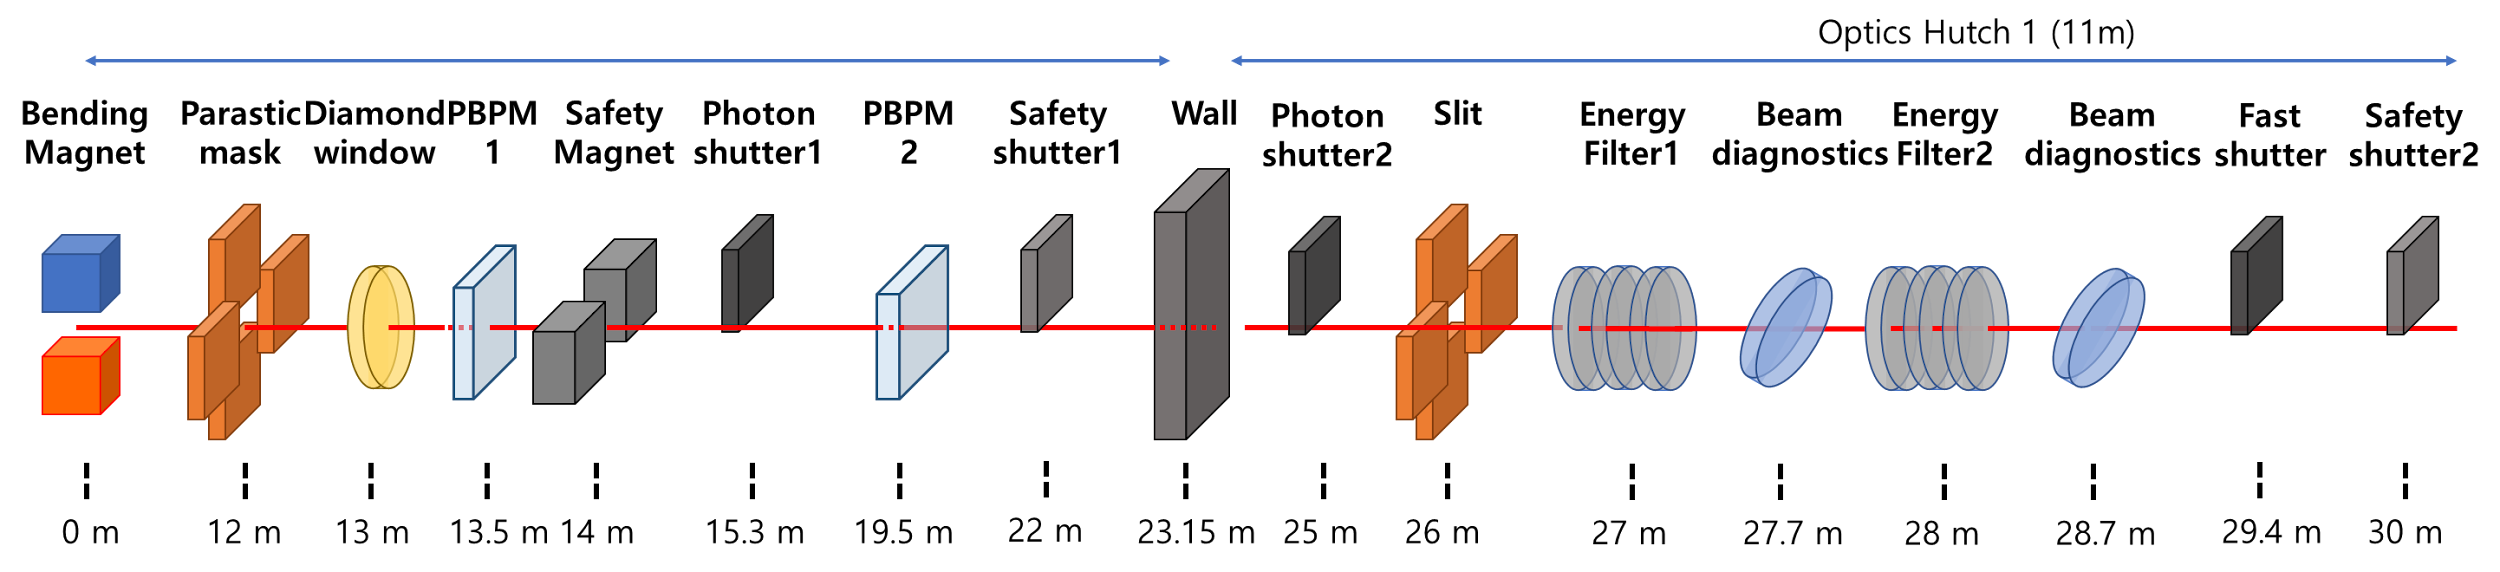 Optics Hutch 1 (11m)
Bending
Magnet
Parastic
mask
Diamond
window
PBPM
1
Safety
Magnet
Photon
shutter1
PBPM
2
Safety
shutter1
Wall
Photon
shutter2
Slit
Energy
Filter1
Beam
diagnostics
Energy
Filter2
Beam
diagnostics
Fast
shutter
Safety
shutter2
0 m
12 m
13 m
13.5 m
14 m
15.3 m
19.5 m
22 m
23.15 m
25 m
26 m
27 m
27.7 m
28 m
28.7 m
29.4 m
30 m